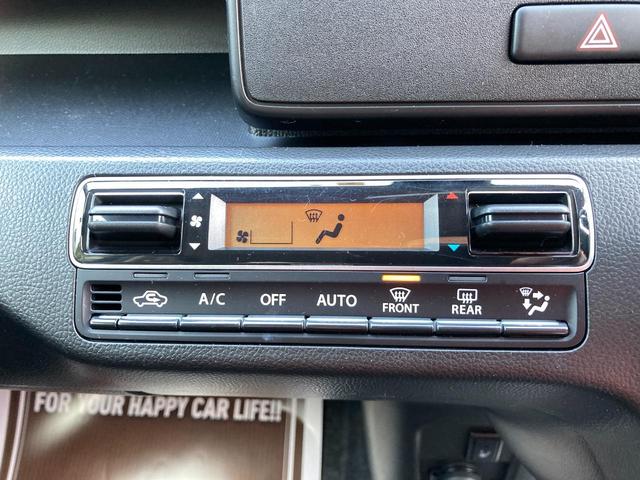 A/C OFF AUTO FRONT REAR
FOR YOUR HAPPY CAR LIFE!!